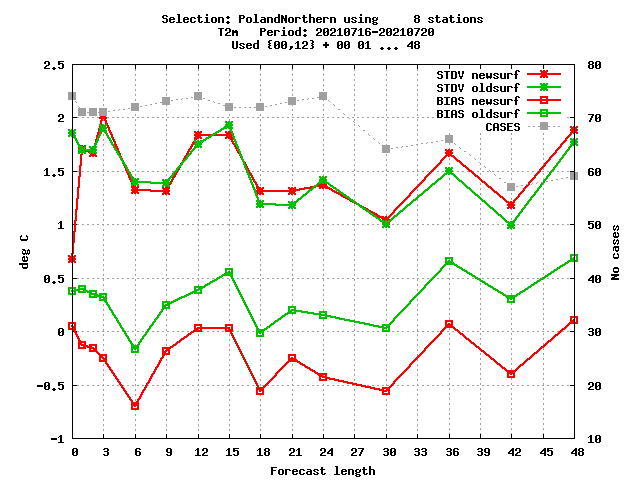 Selection: PolandNorthern using     8 stations
T2m   Period: 20210716-20210720
Used {00,12} + 00 01 ... 48
2.5
2
1.5
1
0.5
0
-0.5
-1
deg C
STDV newsurf
STDV oldsurf
BIAS newsurf
BIAS oldsurf
CASES
80
70
60
50
40
30
20
10
No cases
0 3 6 9 12 15 18 21 24 27 30 33 36 39 42 45 48
Forecast length